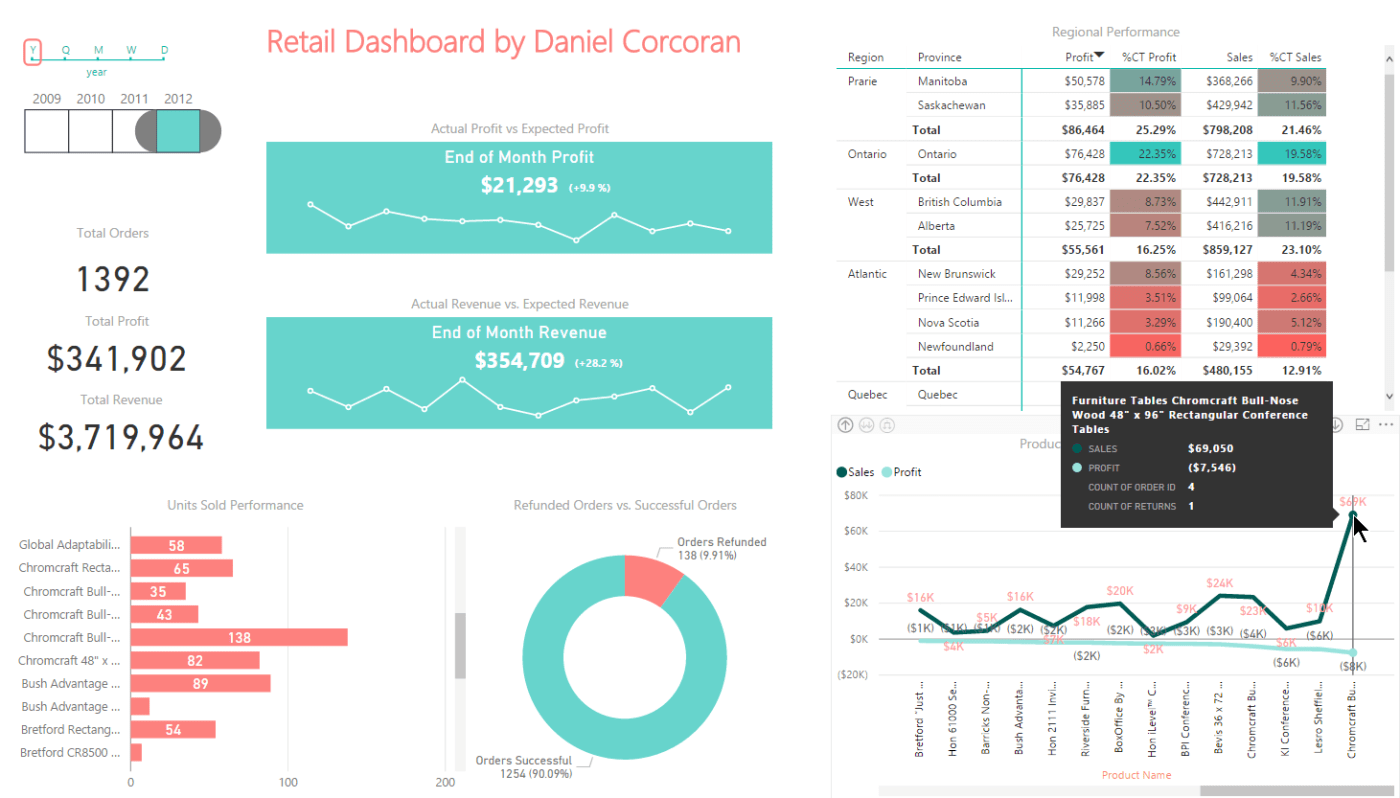 Retail Dashboard by Daniel Corcoran
Y Q M W D
year
2009 2010 2011 2012
Total Orders
1392
Total Profit
$341,902
Total Revenue
$3,719,964
Actual Profit vs Expected Profit
End of Month Profit
$21,293 (+9.9 %)
Actual Revenue vs. Expected Revenue
End of Month Revenue
$354,709 (+28.2 %)
Regional Performance
Region Province Profit %CT Profit Sales %CT Sales
Prarie Manitoba $50,578 14.79% $368,266 9.90%
Saskachewan $35,885 10.50% $429,942 11.56%
Total $86,464 25.29% $798,208 21.46%
Ontario Ontario $76,428 22.35% $728,213 19.58%
Total $76,428 22.35% $728,213 19.58%
West British Columbia $29,837 8.73% $442,911 11.91%
Alberta $25,725 7.52% $416,216 11.19%
Total $55,561 16.25% $859,127 23.10%
Atlantic New Brunswick $29,252 8.56% $161,298 4.34%
Prince Edward Isl... $11,998 3.51% $99,064 2.66%
Nova Scotia $11,266 3.29% $190,400 5.12%
Newfoundland $2,250 0.66% $29,392 0.79%
Total $54,767 16.02% $480,155 12.91%
Quebec Quebec
Furniture Tables Chromcraft Bull-Nose
Wood 48" x 96" Rectangular Conference
Tables
SALES $69,050
PROFIT ($7,546)
COUNT OF ORDER ID 4
COUNT OF RETURNS 1
Units Sold Performance
Global Adaptabili... 58
Chromcraft Recta... 65
Chromcraft Bull-... 35
Chromcraft Bull-... 43
Chromcraft Bull-... 138
Chromcraft 48" x ... 82
Bush Advantage ... 89
Bush Advantage ...
Bretford Rectang... 54
Bretford CR8500 ...
0 100 200
Refunded Orders vs. Successful Orders
Orders Refunded
138 (9.91%)
Orders Successful
1254 (90.09%)
Produc
Sales Profit
$80K
$60K
$40K
$20K
$0K
($20K)
$16K $4K $5K $16K $18K $20K $2K $9K $24K $23K $6K
($1K) ($1K) ($1K) ($2K) ($2K) ($2K) ($2K) ($3K) ($3K) ($4K) ($6K) ($6K) ($8K)
Bretford "Just ...
Hon 61000 Se...
Barricks Non-...
Bush Advanta...
Hon 2111 Invi...
Riverside Furn...
BoxOffice By ...
Hon iLevel™ C...
BPI Conferenc...
Bevis 36 x 72 ...
Chromcraft Bu...
KI Conference...
Lesro Sheffiel...
Chromcraft Bu...
Product Name